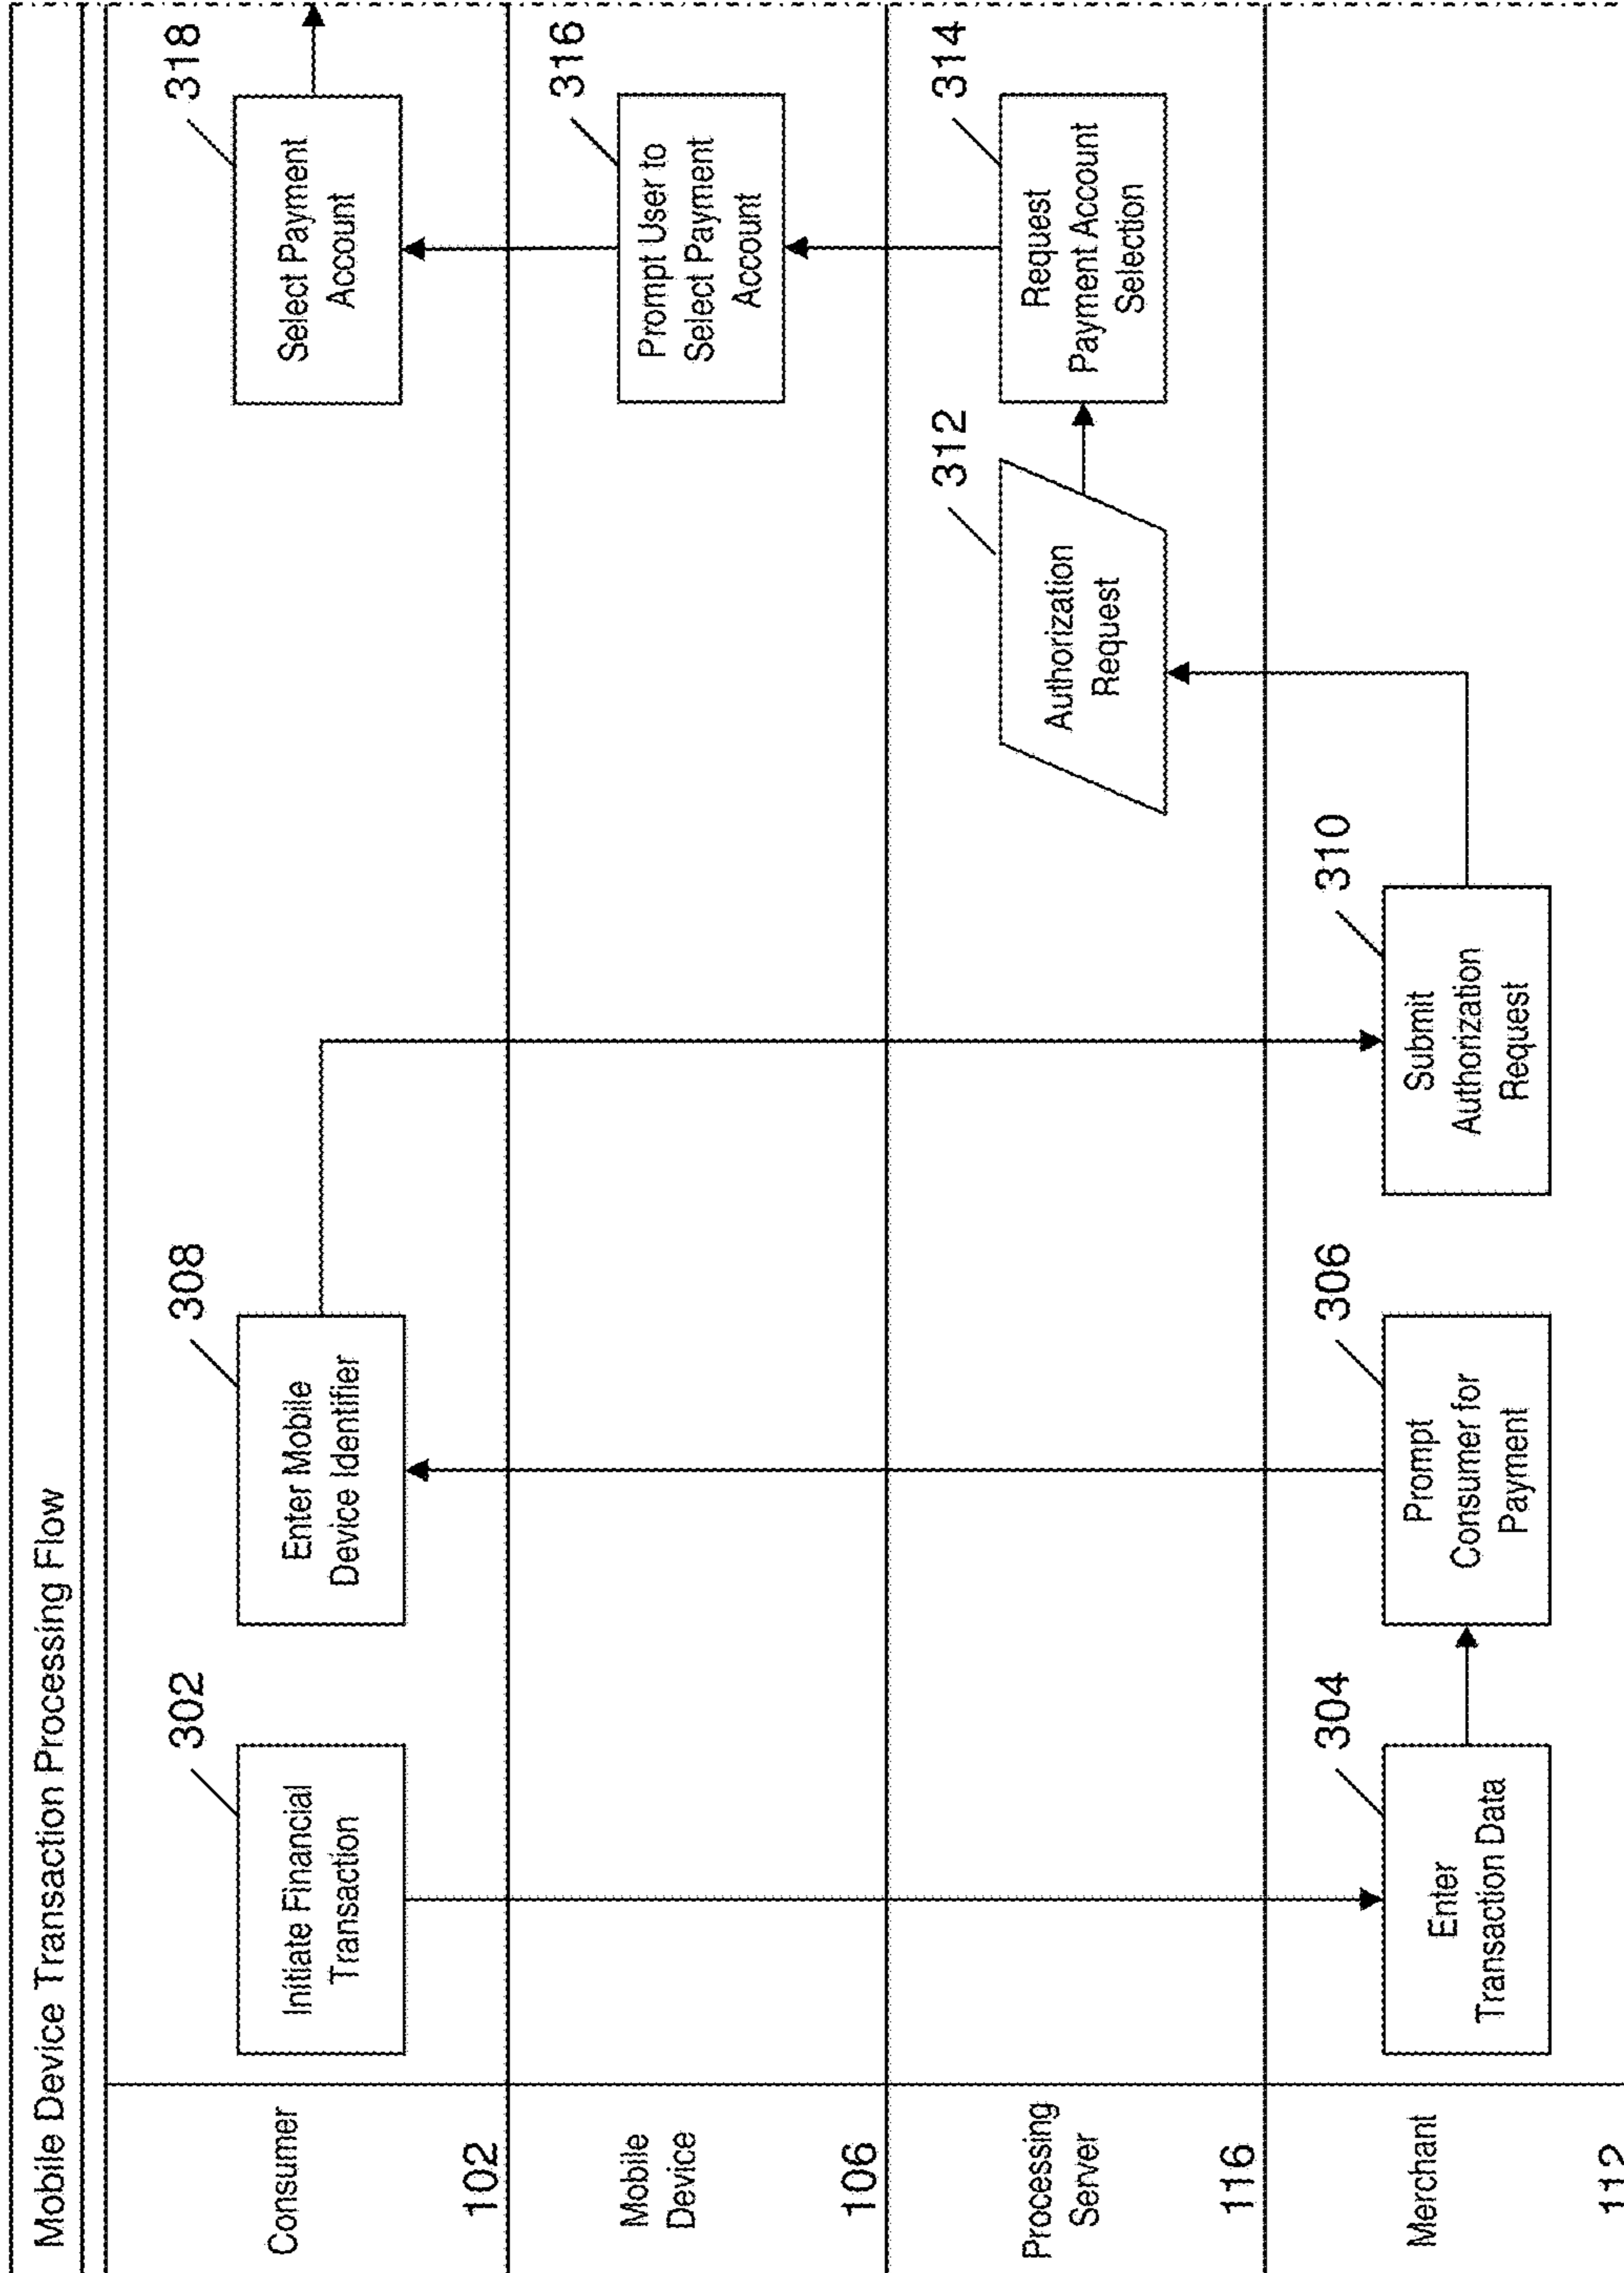 Mobile Device Transaction Processing Flow
Consumer
102
302
Initiate Financial
Transaction
308
Enter Mobile
Device Identifier
318
Select Payment
Account
Mobile
Device
106
316
Prompt User to
Select Payment
Account
Processing
Server
116
312
Authorization
Request
314
Request
Payment Account
Selection
Merchant
112
304
Enter
Transaction Data
306
Prompt
Consumer for
Payment
310
Submit
Authorization
Request